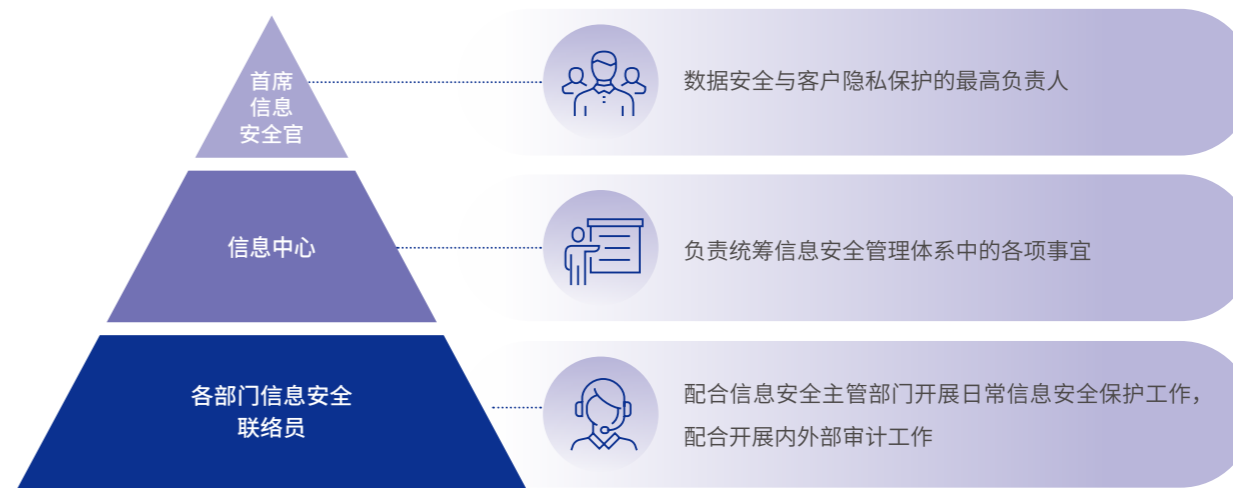 首席
信息
安全官
数据安全与客户隐私保护的最高负责人
信息中心
负责统筹信息安全管理体系中的各项事宜
各部门信息安全
联络员
配合信息安全主管部门开展日常信息安全保护工作，
配合开展内外部审计工作